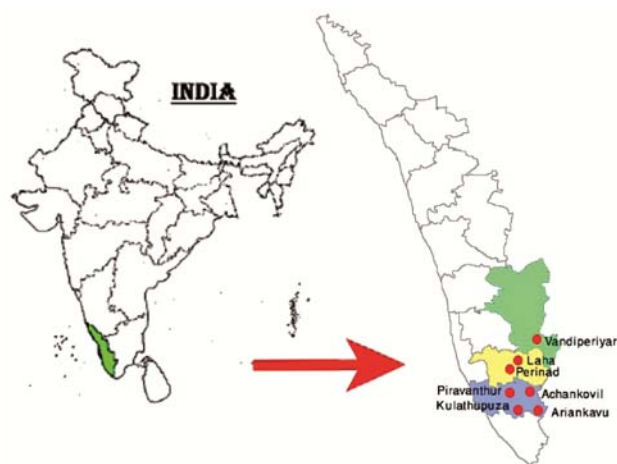 INDIA
Vandiperiyar
Laha
Perinad
Piravanthur
Achankovil
Kulathupuza
Ariankavu